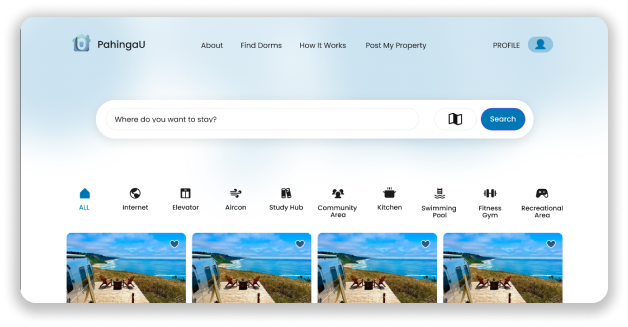 PahingaU
About
Find Dorms
How It Works
Post My Property
PROFILE
Where do you want to stay?
Search
ALL
Internet
Elevator
Aircon
Study Hub
Community
Area
Kitchen
Swimming
Pool
Fitness
Gym
Recreational
Area